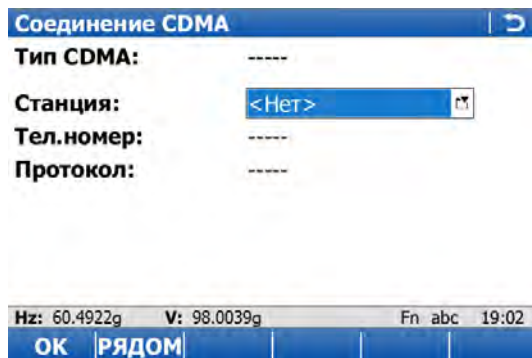 Соединение CDMA
Тип CDMA: -----
Станция: <Нет>
Тел.номер: -----
Протокол: -----
Hz: 60.4922g V: 98.0039g Fn abc 19:02
ОК РЯДОМ